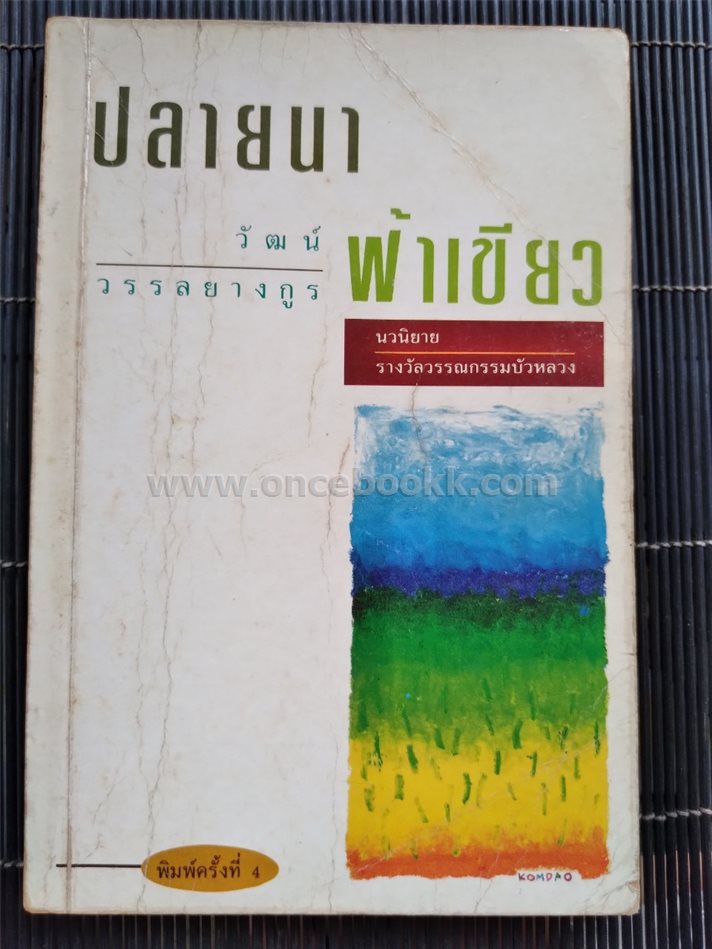 ปลายนา
ฟ้าเขียว
วัฒน์
วรรลยางกูร
นวนิยาย
รางวัลวรรณกรรมบัวหลวง
www.oncebookk.com
KOMDAO
พิมพ์ครั้งที่ 4